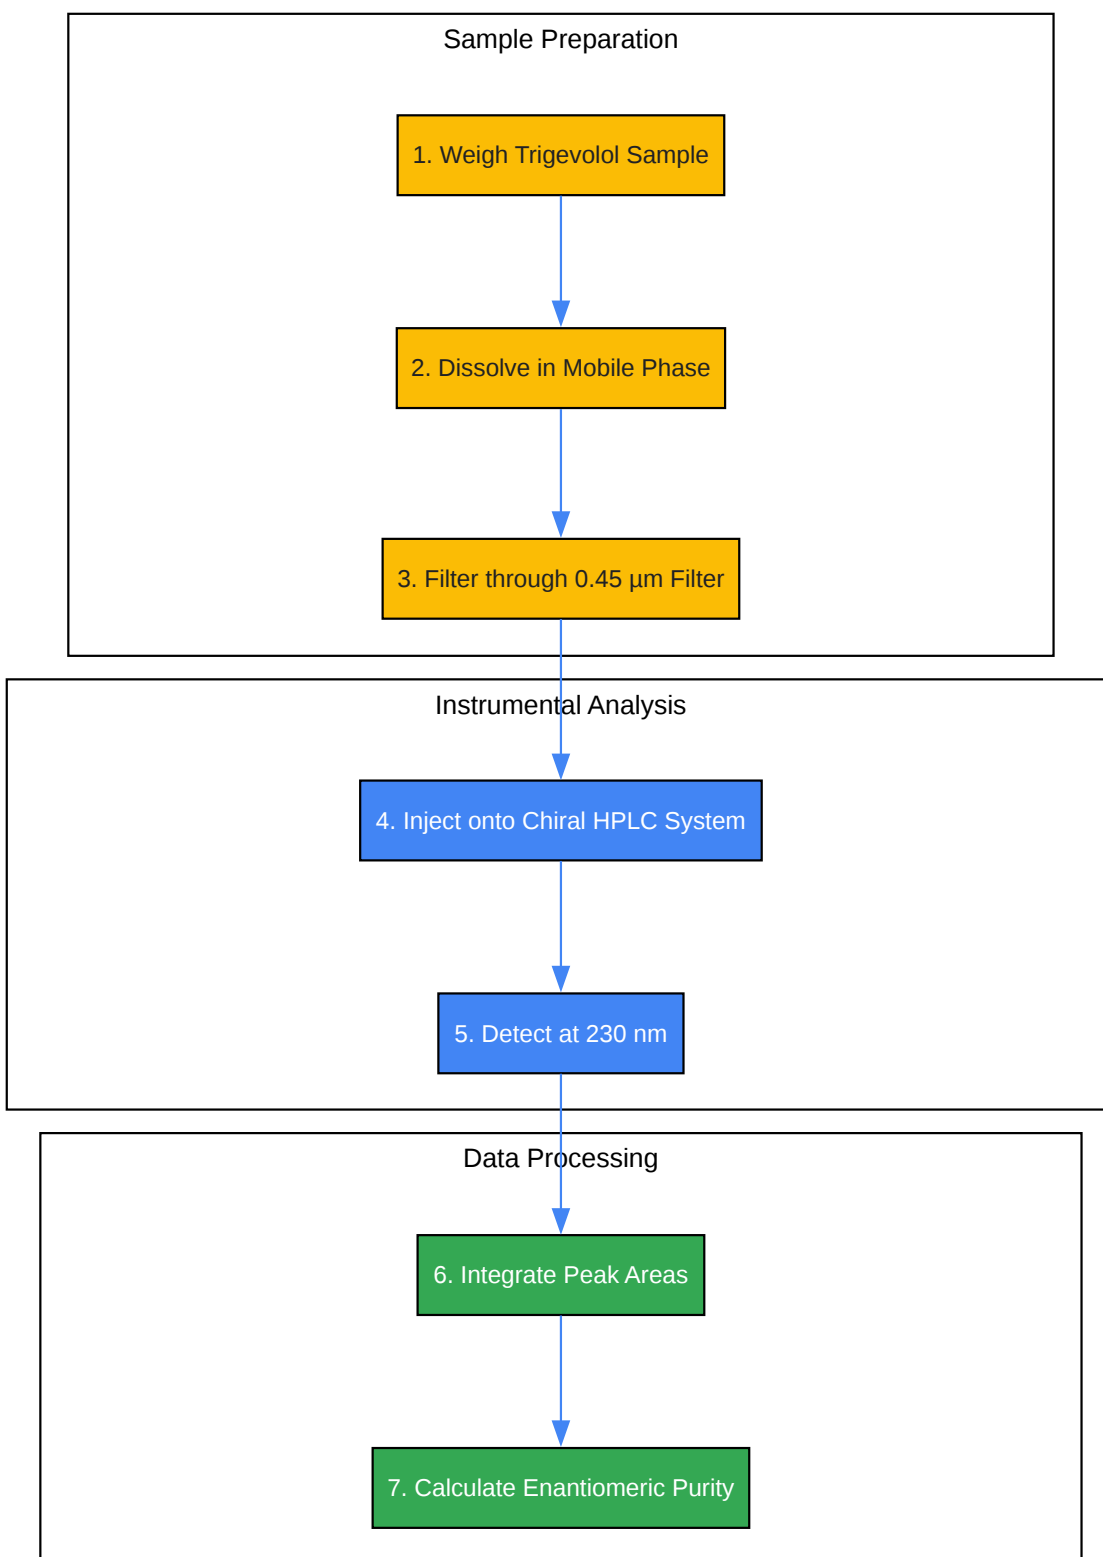 Sample Preparation
1. Weigh Trigevolol Sample
2. Dissolve in Mobile Phase
3. Filter through 0.45 µm Filter
Instrumental Analysis
4. Inject onto Chiral HPLC System
5. Detect at 230 nm
Data Processing
6. Integrate Peak Areas
7. Calculate Enantiomeric Purity